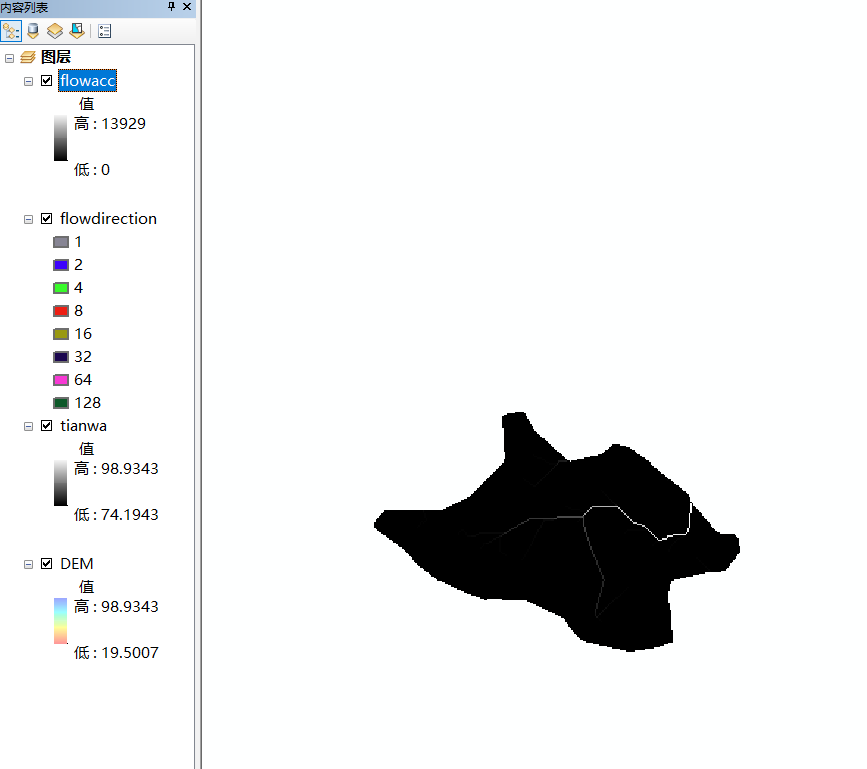 内容列表
图层
flowacc
值
高 : 13929
低 : 0
flowdirection
1
2
4
8
16
32
64
128
tianwa
值
高 : 98.9343
低 : 74.1943
DEM
值
高 : 98.9343
低 : 19.5007